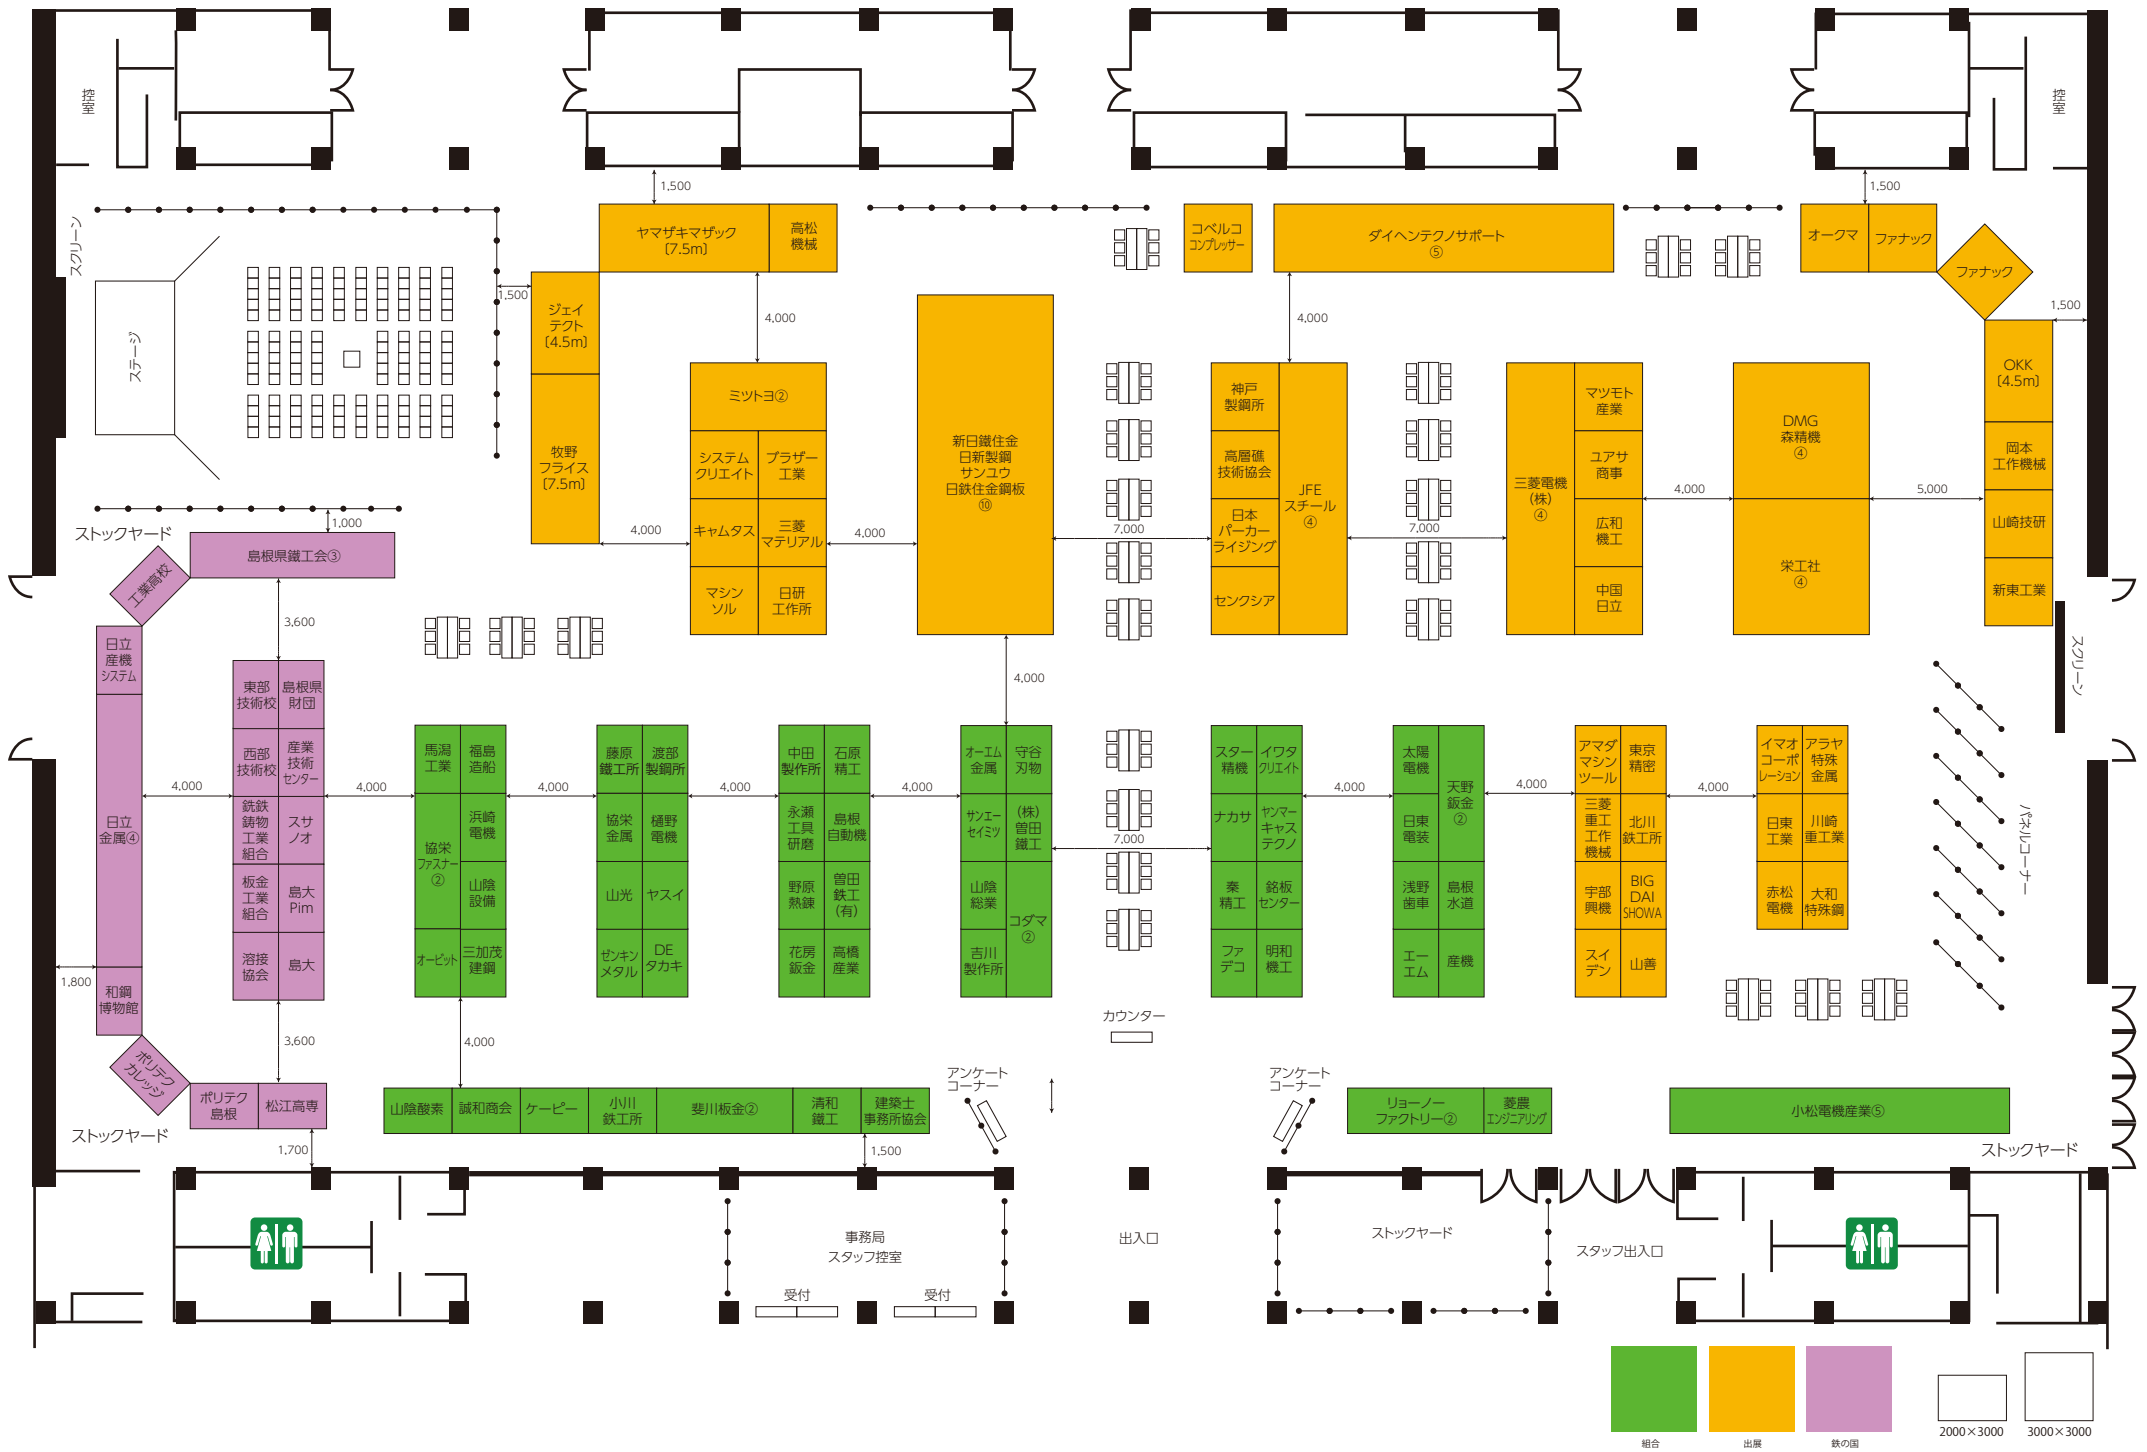 控
室
控
室
1,500
1,500
スクリーン
ヤマザキマザック
〔7.5m〕
高松
機械
コベルコ
コンプレッサー
ダイヘンテクノサポート
⑤
オークマ
ファナック
ファナック
ステージ
1,500
ジェイ
テクト
〔4.5m〕
4,000
4,000
1,500
牧野
フライス
〔7.5m〕
ミツトヨ②
システム
クリエイト
ブラザー
工業
キャムタス
三菱
マテリアル
マシン
ソル
日研
工作所
新日鐵住金
日新製鋼
サンユウ
日鉄住金鋼板
⑩
神戸
製鋼所
高層礁
技術協会
日本
パーカー
ライジング
センクシア
JFE
スチール
④
三菱電機
(株)
④
マツモト
産業
ユアサ
商事
広和
機工
中国
日立
DMG
森精機
④
栄工社
④
OKK
〔4.5m〕
岡本
工作機械
山崎技研
新東工業
4,000
4,000
7,000
7,000
4,000
5,000
ストックヤード
1,000
島根県鐵工会③
工業高校
3,600
4,000
スクリーン
日立
産機
システム
日立
金属④
和鋼
博物館
ポリテク
カレッジ
東部
技術校
島根県
財団
西部
技術校
産業
技術
センター
銑鉄
鋳物
工業
組合
スサ
ノオ
板金
工業
組合
島大
Pim
溶接
協会
島大
4,000
4,000
4,000
4,000
4,000
7,000
4,000
4,000
4,000
馬潟
工業
福島
造船
協栄
ファスナー
②
浜崎
電機
山陰
設備
オービット
三加茂
建鋼
藤原
鐵工所
渡部
製鋼所
協栄
金属
樋野
電機
山光
ヤスイ
ゼンキン
メタル
DE
タカキ
中田
製作所
石原
精工
永瀬
工具
研磨
島根
自動機
野原
熱錬
曽田
鉄工
(有)
花房
鈑金
高橋
産業
オーエム
金属
守谷
刃物
サンエー
セイミツ
(株)
曽田
鐵工
山陰
総業
コダマ
②
吉川
製作所
スター
精機
イワタ
クリエイト
ナカサ
ヤンマー
キャス
テクノ
秦
精工
銘板
センター
ファ
デコ
明和
機工
太陽
電機
天野
鈑金
②
日東
電装
浅野
歯車
島根
水道
エー
エム
産機
アマダ
マシン
ツール
東京
精密
三菱
重工
工作
機械
北川
鉄工所
宇部
興機
BIG
DAI
SHOWA
スイ
デン
山善
イマオ
コーポ
レーション
アラヤ
特殊
金属
日東
工業
川崎
重工業
赤松
電機
大和
特殊鋼
パネルコーナー
1,800
3,600
4,000
カウンター
アンケート
コーナー
アンケート
コーナー
ポリテク
島根
松江高専
山陰酸素
誠和商会
ケーピー
小川
鉄工所
斐川板金②
清和
鐵工
建築士
事務所協会
リョーノー
ファクトリー②
菱農
エンジニアリング
小松電機産業⑤
ストックヤード
1,700
1,500
ストックヤード
事務局
スタッフ控室
出入口
ストックヤード
スタッフ出入口
受付
受付
組合
出展
鉄の国
2000×3000
3000×3000